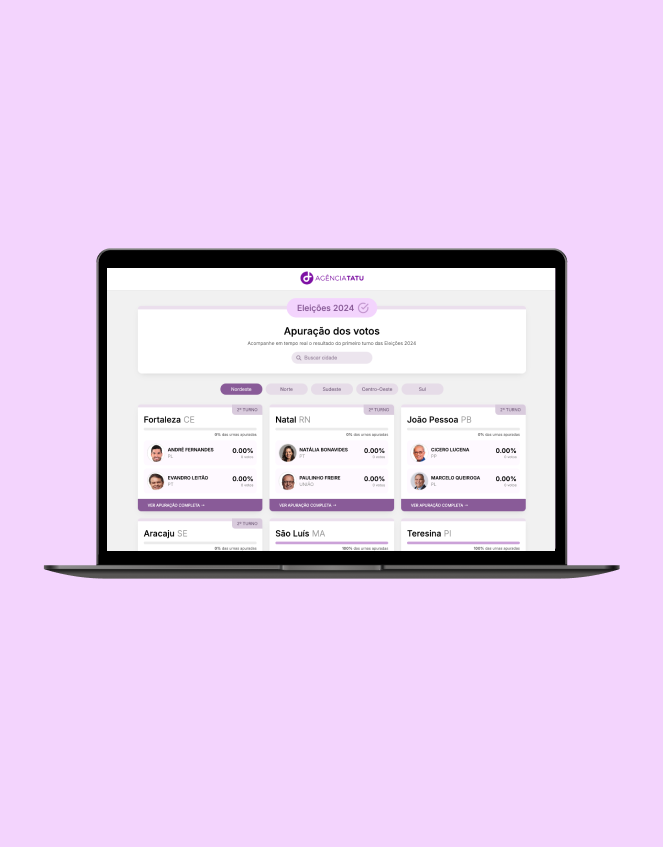 AGÊNCIATATU
Eleições 2024
Apuração dos votos
Acompanhe em tempo real o resultado do primeiro turno das Eleições 2024
Buscar cidade
Nordeste Norte Sudeste Centro-Oeste Sul
2º TURNO 2º TURNO 2º TURNO
Fortaleza CE Natal RN João Pessoa PB
0% das urnas apuradas 0% das urnas apuradas 0% das urnas apuradas
ANDRÉ FERNANDES 0.00% NATÁLIA BONAVIDES 0.00% CÍCERO LUCENA 0.00%
PL 0 votos PT 0 votos PP 0 votos
EVANDRO LEITÃO 0.00% PAULINHO FREIRE 0.00% MARCELO QUEIROGA 0.00%
PT 0 votos UNIÃO 0 votos PL 0 votos
VER APURAÇÃO COMPLETA → VER APURAÇÃO COMPLETA → VER APURAÇÃO COMPLETA →
2º TURNO
Aracaju SE São Luís MA Teresina PI
0% das urnas apuradas 100% das urnas apuradas 100% das urnas apuradas